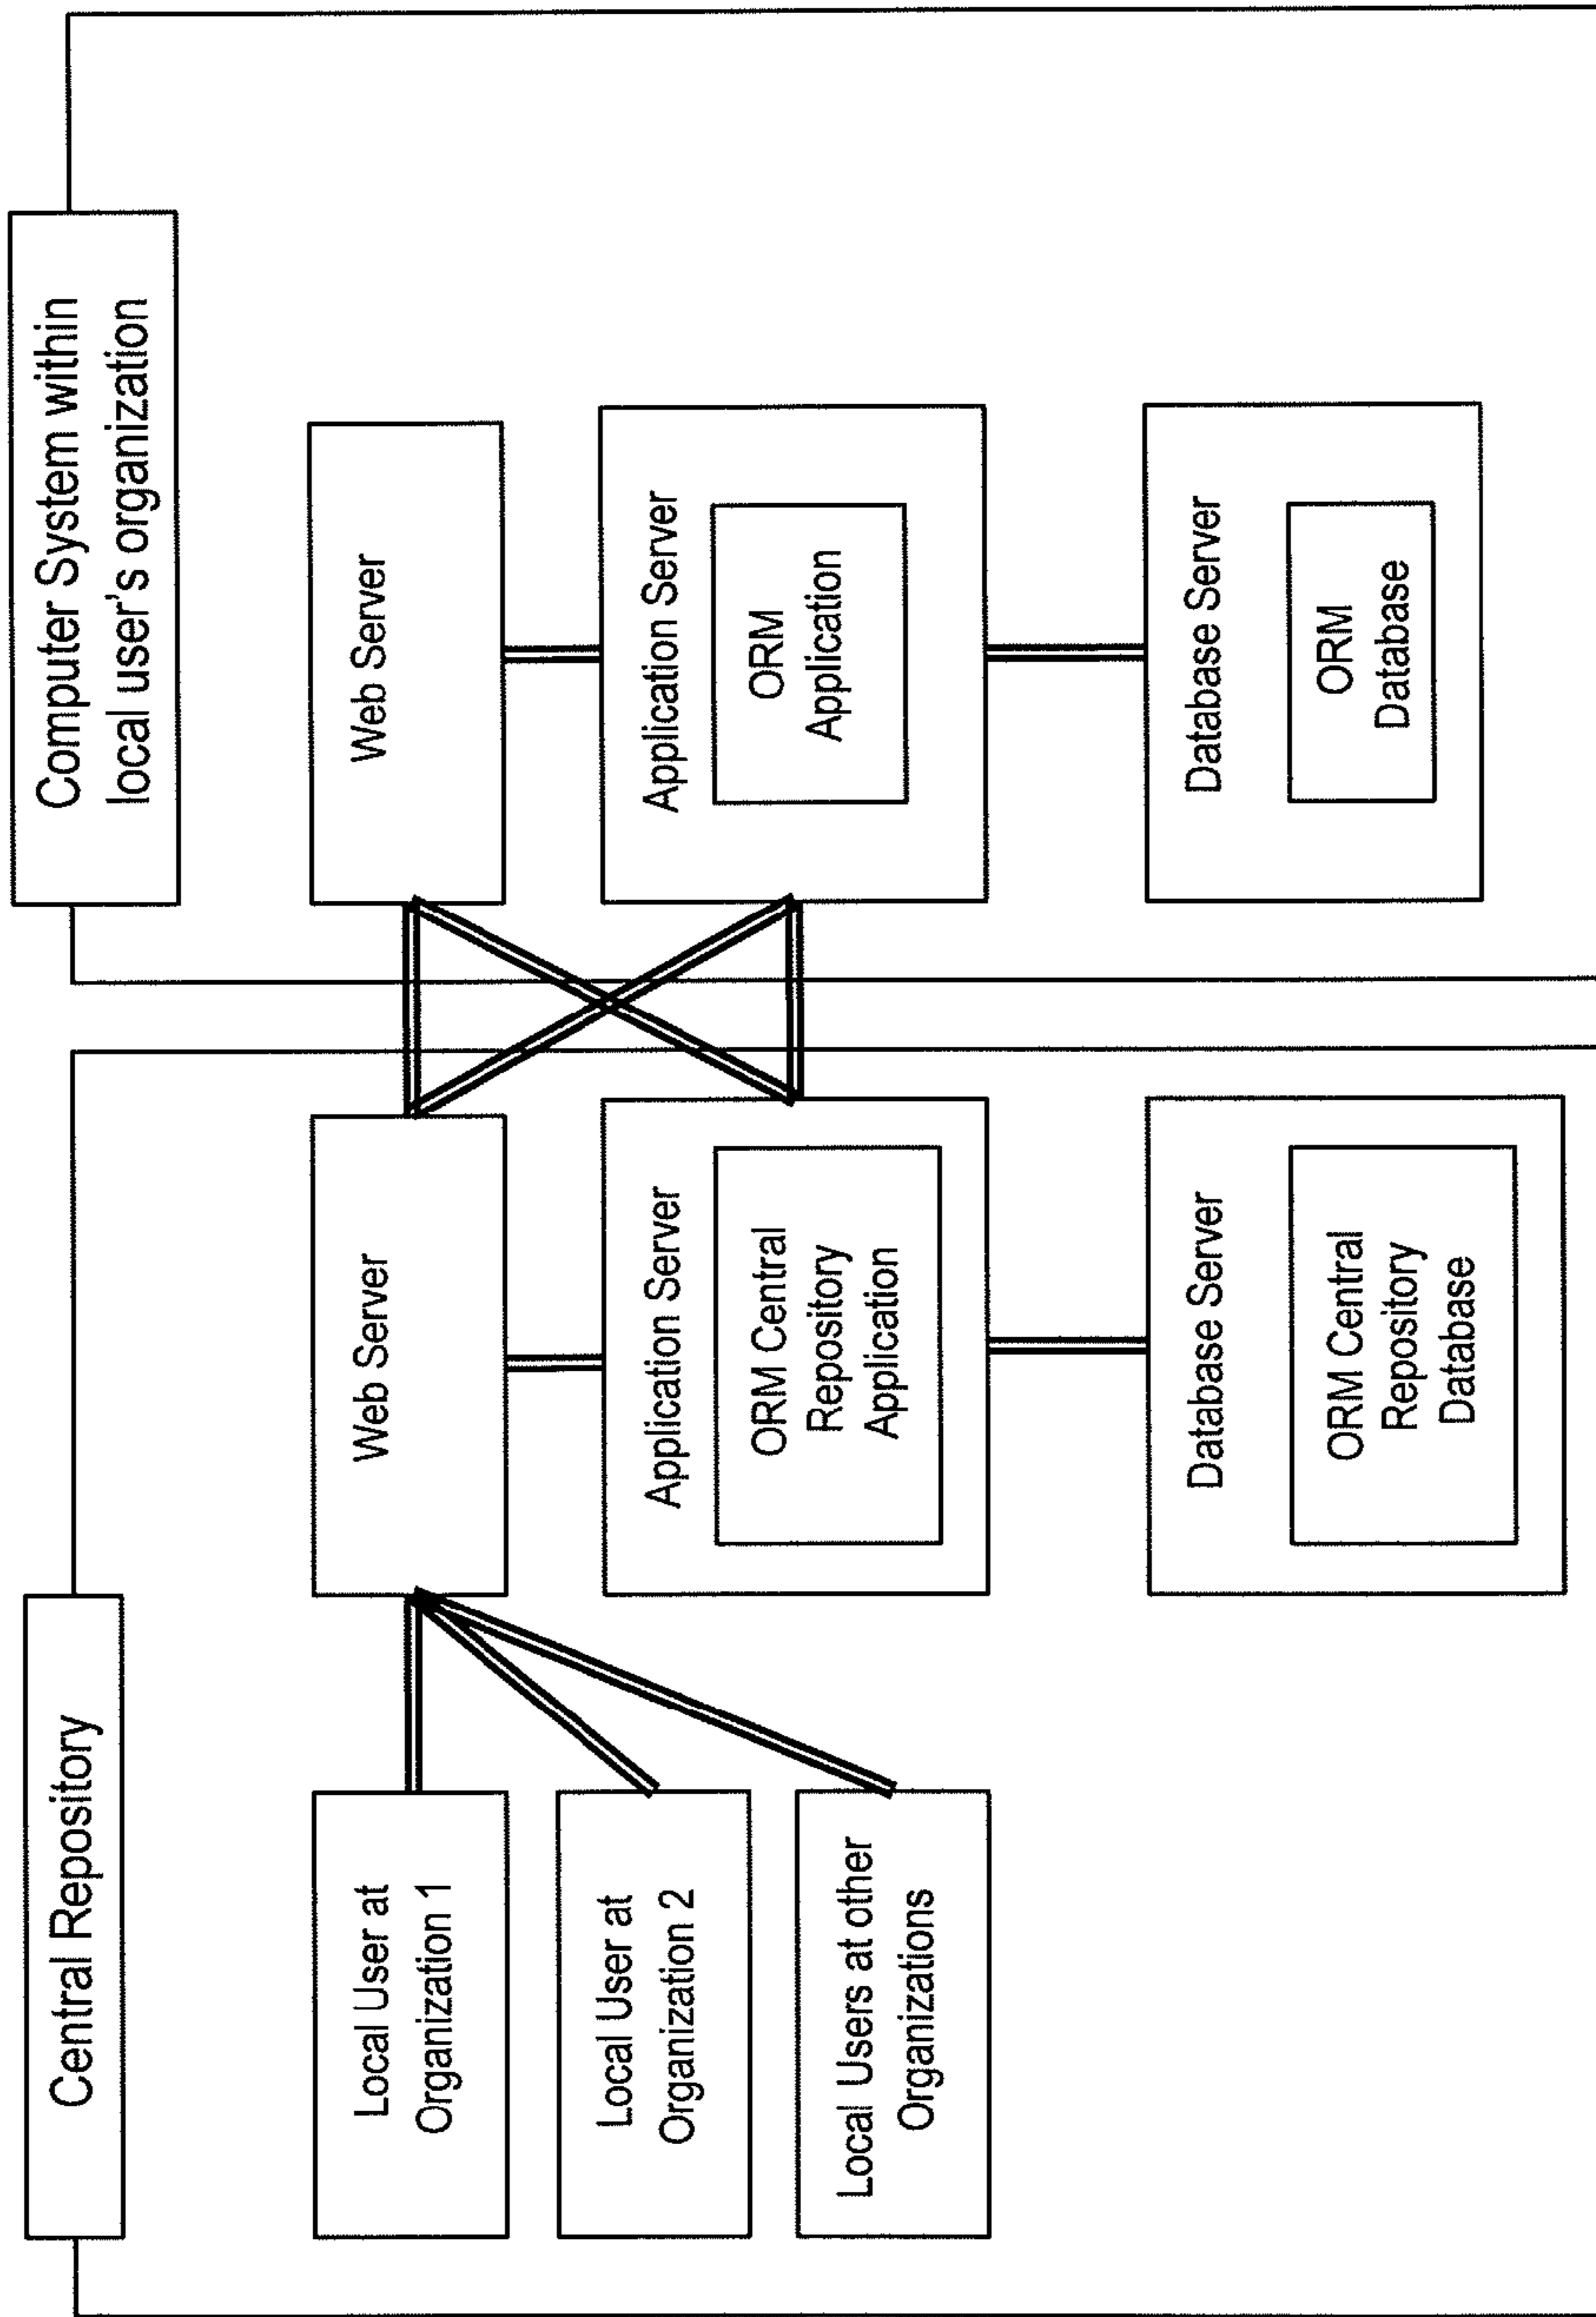 Central Repository
Local User at
Organization 1
Local User at
Organization 2
Local Users at other
Organizations
Web Server
Application Server
ORM Central
Repository
Application
Database Server
ORM Central
Repository
Database
Computer System within
local user's organization
Web Server
Application Server
ORM
Application
Database Server
ORM
Database